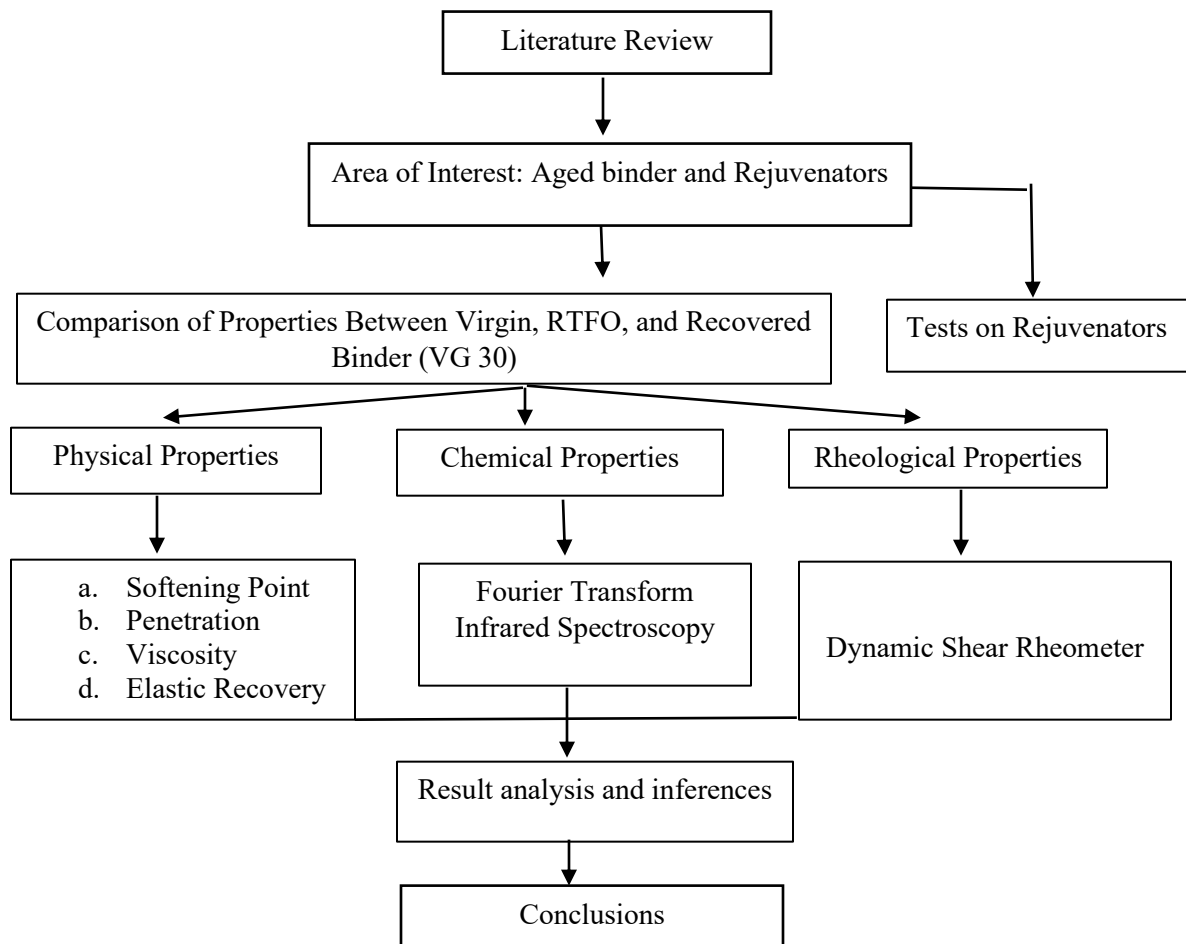 Literature Review
Area of Interest: Aged binder and Rejuvenators
Comparison of Properties Between Virgin, RTFO, and Recovered
Binder (VG 30)
Tests on Rejuvenators
Physical Properties
Chemical Properties
Rheological Properties
a. Softening Point
b. Penetration
c. Viscosity
d. Elastic Recovery
Fourier Transform
Infrared Spectroscopy
Dynamic Shear Rheometer
Result analysis and inferences
Conclusions